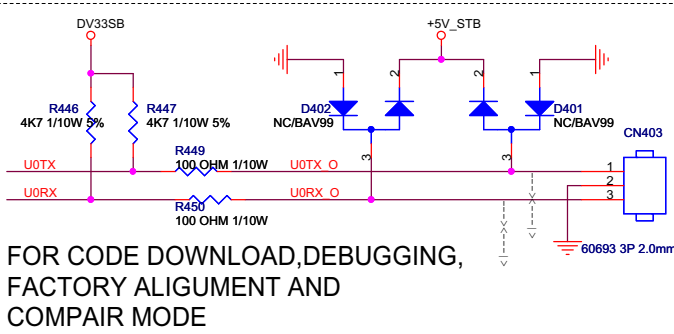 DV33SB
+5V_STB
1
2
2
1
R446
4K7 1/10W 5%
R447
4K7 1/10W 5%
D402
NC/BAV99
D401
NC/BAV99
CN403
R449
100 OHM 1/10W
3
3
U0TX
U0TX_O
1
2
U0RX
U0RX_O
3
R450
100 OHM 1/10W
60693 3P 2.0mm
FOR CODE DOWNLOAD,DEBUGGING,
FACTORY ALIGUMENT AND
COMPAIR MODE